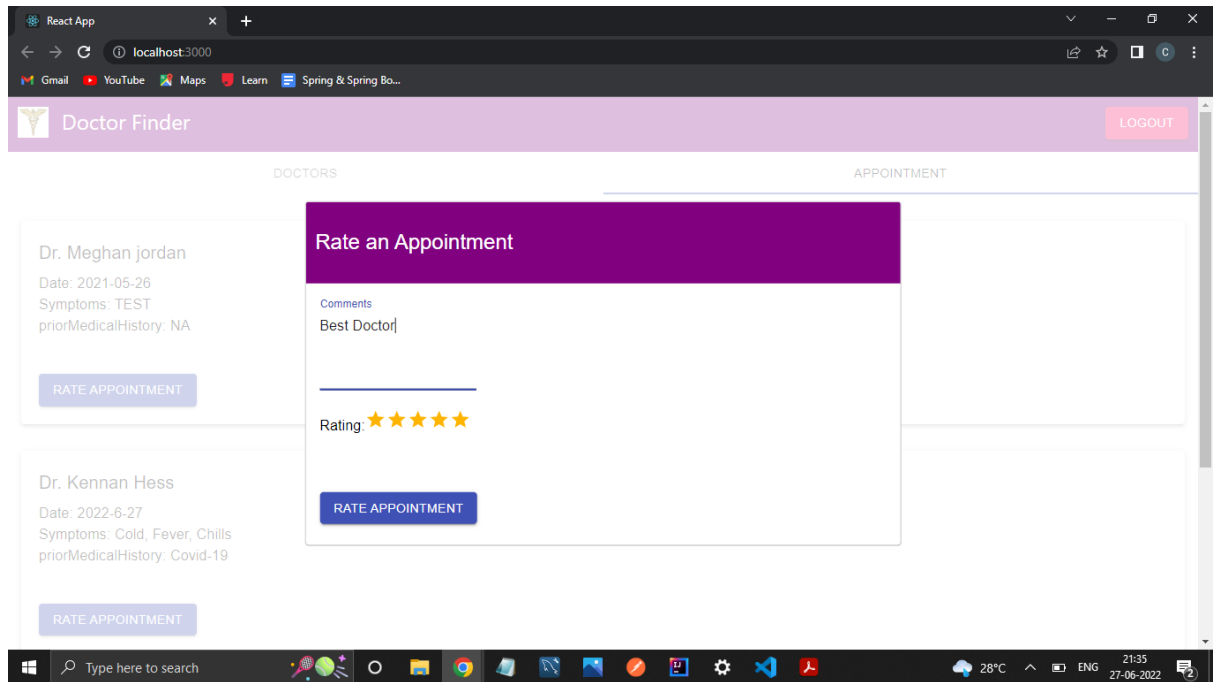 React App
localhost:3000
Gmail YouTube Maps Learn Spring & Spring Bo...
Doctor Finder
LOGOUT
DOCTORS APPOINTMENT
Rate an Appointment
Comments
Best Doctor
Rating:
RATE APPOINTMENT
Dr. Meghan jordan
Date: 2021-05-26
Symptoms: TEST
priorMedicalHistory: NA
RATE APPOINTMENT
Dr. Kennan Hess
Date: 2022-6-27
Symptoms: Cold, Fever, Chills
priorMedicalHistory: Covid-19
RATE APPOINTMENT
Type here to search
28°C
ENG
21:35
27-06-2022
2
C
IJ